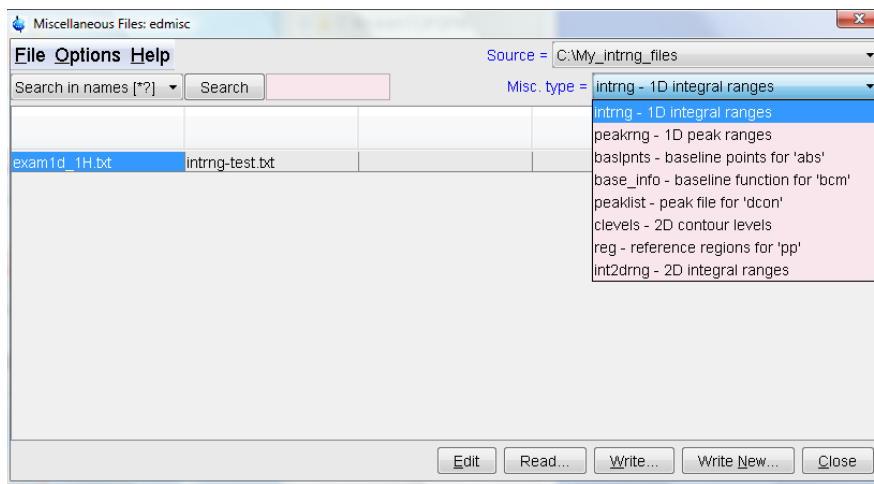 Miscellaneous Files: edmisc
x
File Options Help
Source = C:\My_intrng_files
Search in names [*?] Search
Misc. type = intrng - 1D integral ranges
intrng - 1D integral ranges
peakrng - 1D peak ranges
baslpnts - baseline points for 'abs'
base_info - baseline function for 'bcm'
peaklist - peak file for 'dcon'
clevels - 2D contour levels
reg - reference regions for 'pp'
int2drng - 2D integral ranges
exam1d_1H.txt intrng-test.txt
Edit Read... Write... Write New... Close